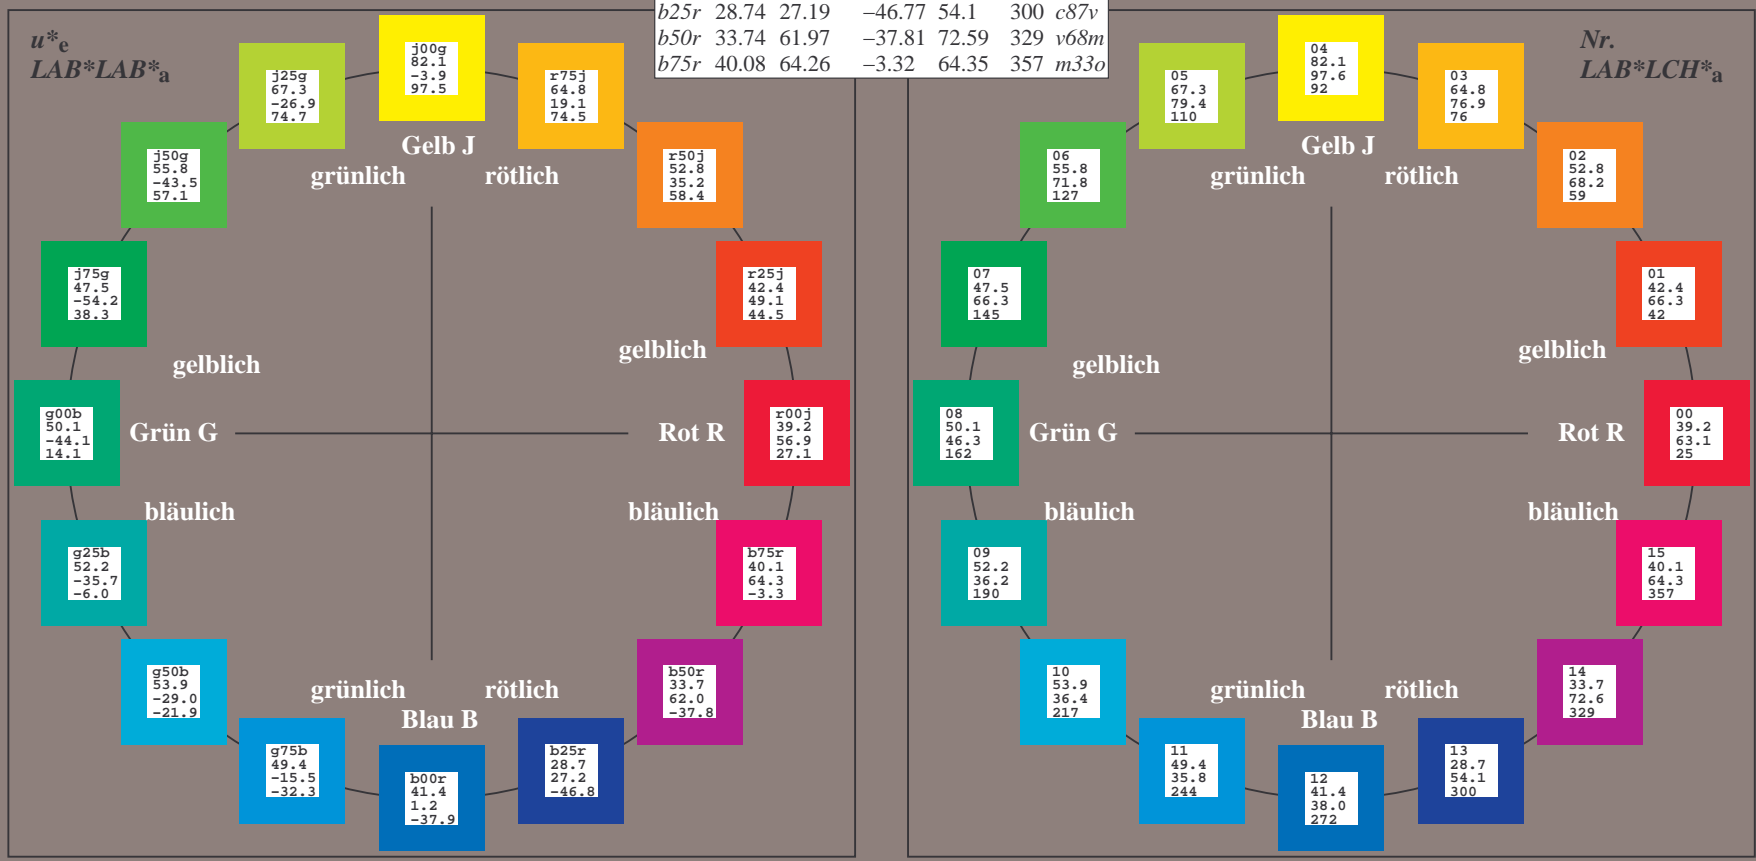 b25r 28.74 27.19 −46.77 54.1 300 c87v
b50r 33.74 61.97 −37.81 72.59 329 v68m
b75r 40.08 64.26 −3.32 64.35 357 m33o
u*e
LAB*LAB*a
j00g
82.1
-3.9
97.5
j25g
67.3
-26.9
74.7
r75j
64.8
19.1
74.5
Gelb J
grünlich rötlich
j50g
55.8
-43.5
57.1
r50j
52.8
35.2
58.4
j75g
47.5
-54.2
38.3
r25j
42.4
49.1
44.5
gelblich
gelblich
g00b
50.1
-44.1
14.1
Grün G
Rot R
r00j
39.2
56.9
27.1
bläulich
bläulich
g25b
52.2
-35.7
-6.0
b75r
40.1
64.3
-3.3
g50b
53.9
-29.0
-21.9
b50r
33.7
62.0
-37.8
grünlich rötlich
Blau B
g75b
49.4
-15.5
-32.3
b00r
41.4
1.2
-37.9
b25r
28.7
27.2
-46.8
Nr.
LAB*LCH*a
04
82.1
97.6
92
05
67.3
79.4
110
03
64.8
76.9
76
Gelb J
grünlich rötlich
06
55.8
71.8
127
02
52.8
68.2
59
07
47.5
66.3
145
01
42.4
66.3
42
gelblich
gelblich
08
50.1
46.3
162
Grün G
Rot R
00
39.2
63.1
25
bläulich
bläulich
09
52.2
36.2
190
15
40.1
64.3
357
10
53.9
36.4
217
14
33.7
72.6
329
grünlich rötlich
Blau B
11
49.4
35.8
244
12
41.4
38.0
272
13
28.7
54.1
300